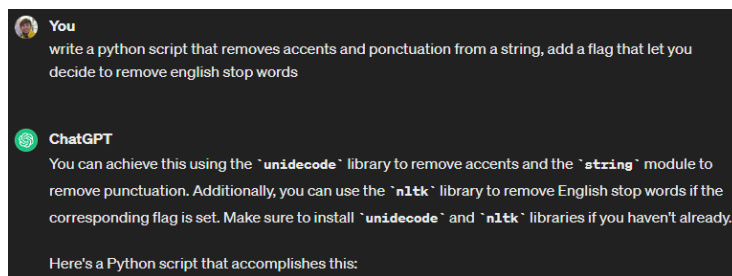 You
write a python script that removes accents and ponctuation from a string, add a flag that let you
decide to remove english stop words
ChatGPT
You can achieve this using the `unidecode` library to remove accents and the `string` module to
remove punctuation. Additionally, you can use the `nltk` library to remove English stop words if the
corresponding flag is set. Make sure to install `unidecode` and `nltk` libraries if you haven't already.
Here's a Python script that accomplishes this: